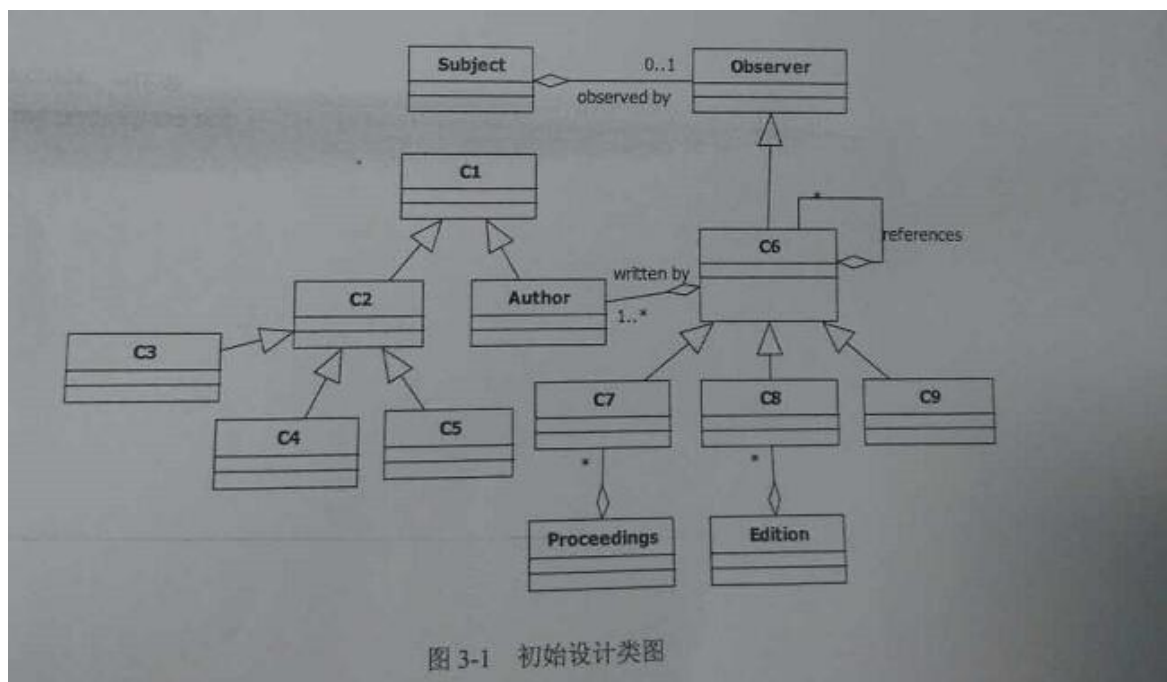 Subject
0..1
Observer
observed by
C1
*
C6
references
written by
C2
Author
1..*
C3
C7
C8
C9
C4
C5
*
*
Proceedings
Edition
图 3-1 初始设计类图